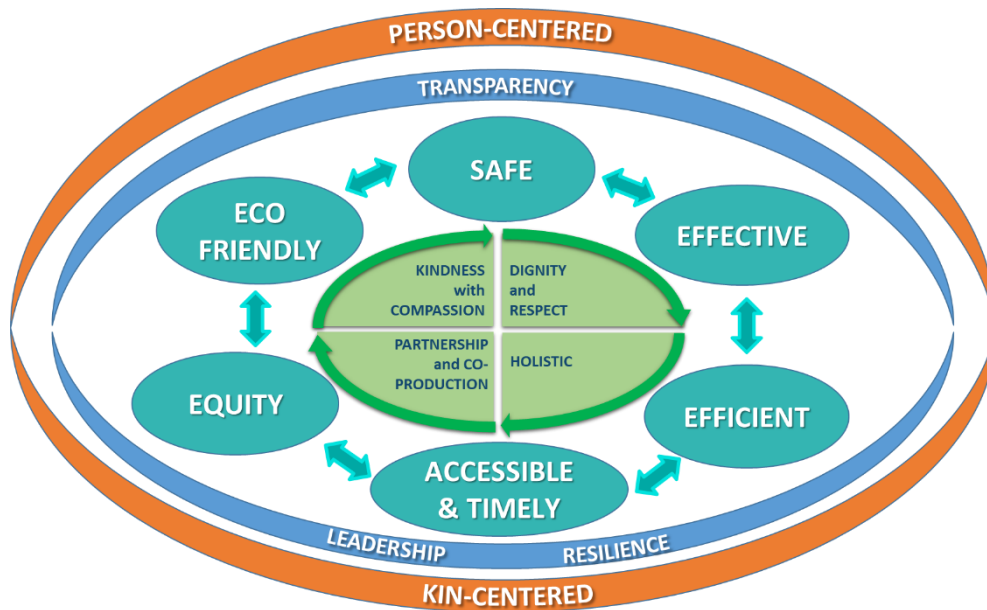 PERSON-CENTERED
TRANSPARENCY
SAFE
ECO
FRIENDLY
EFFECTIVE
KINDNESS
with
COMPASSION
DIGNITY
and
RESPECT
PARTNERSHIP
and CO-
PRODUCTION
HOLISTIC
EQUITY
EFFICIENT
ACCESSIBLE
& TIMELY
LEADERSHIP
RESILIENCE
KIN-CENTERED